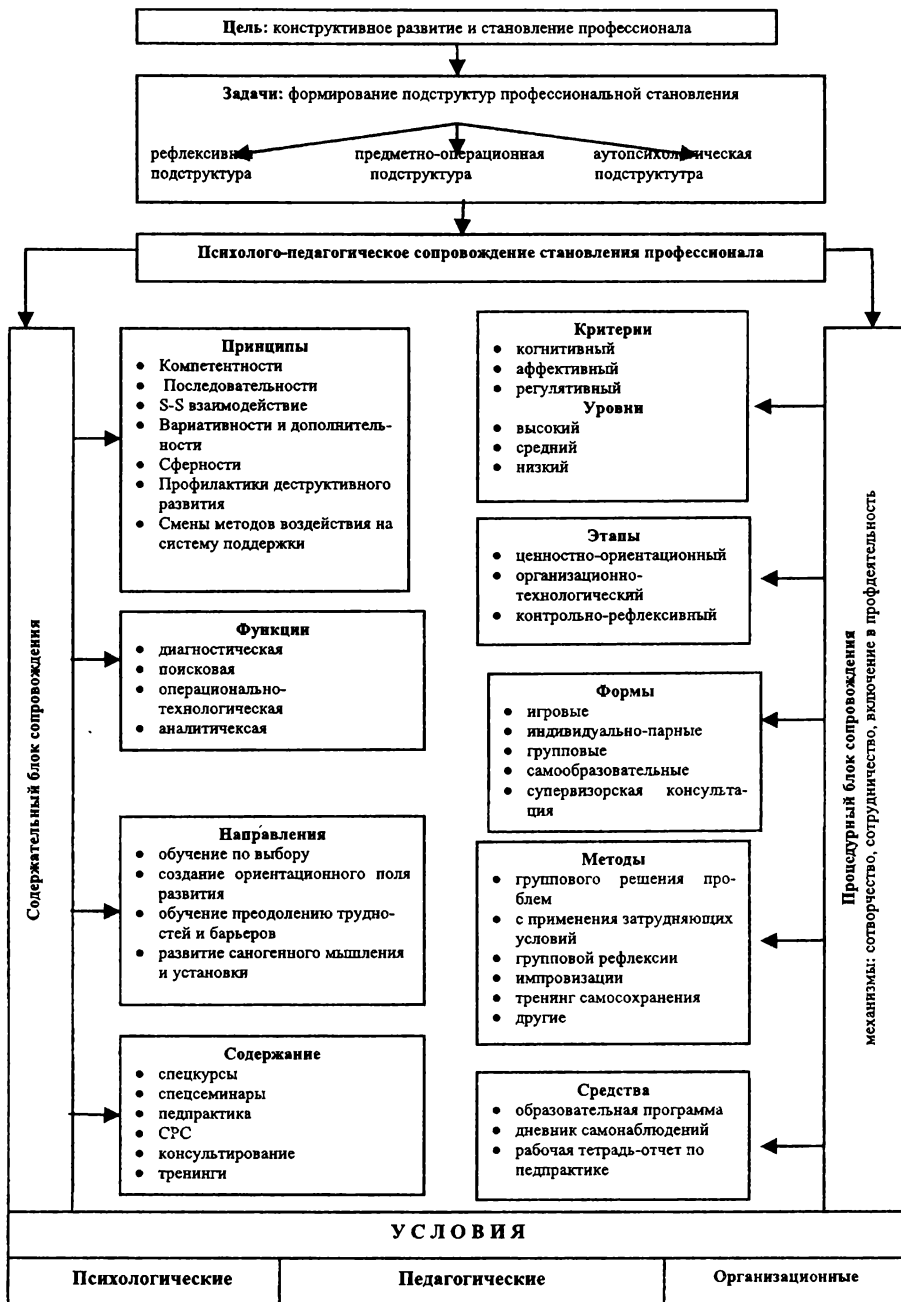 Цель: конструктивное развитие и становление профессионала
Задачи: формирование подструктур профессиональной становления
рефлексивная
подструктура
предметно-операционная
подструктура
аутопсихологическая
подструктутра
Психолого-педагогическое сопровождение становления профессионала
Содержательный блок сопровождения
Принципы
• Компетентности
• Последовательности
• S-S взаимодействие
• Вариативности и дополнитель-
ности
• Сферности
• Профилактики деструктивного
развития
• Смены методов воздействия на
систему поддержки
Функции
• диагностическая
• поисковая
• операционально-
технологическая
• аналитичексая
Направления
• обучение по выбору
• создание ориентационного поля
развития
• обучение преодолению трудно-
стей и барьеров
• развитие саногенного мышления
и установки
Содержание
• спецкурсы
• спецсеминары
• педпрактика
• СРС
• консультирование
• тренинги
Критерии
• когнитивный
• аффективный
• регулятивный
Уровни
• высокий
• средний
• низкий
Этапы
• ценностно-ориентационный
• организационно-
технологический
• контрольно-рефлексивный
Формы
• игровые
• индивидуально-парные
• групповые
• самообразовательные
• супервизорская консульта-
ция
Методы
• группового решения про-
блем
• с применения затрудняющих
условий
• групповой рефлексии
• импровизации
• тренинг самосохранения
• другие
Средства
• образовательная программа
• дневник самонаблюдений
• рабочая тетрадь-отчет по
педпрактике
Процедурный блок сопровождения
механизмы: сотворчество, сотрудничество, включение в профдеятельность
УСЛОВИЯ
Психологические
Педагогические
Организационные